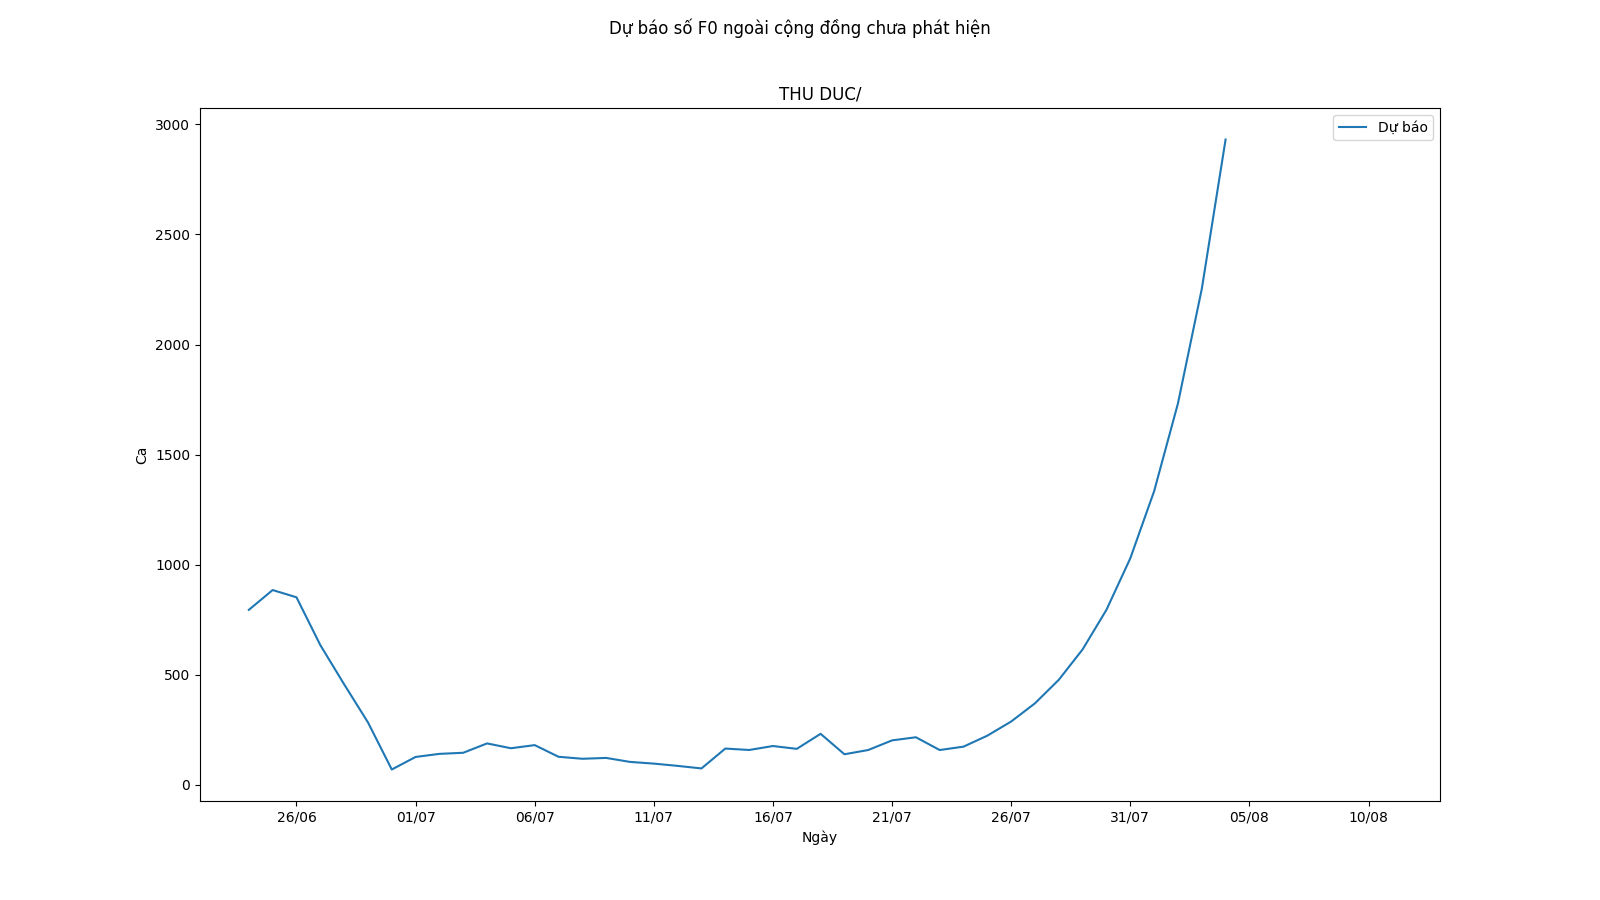 Dự báo số F0 ngoài cộng đồng chưa phát hiện
THU DUC/
Dự báo
3000
2500
2000
1500
1000
500
0
Ca
26/06 01/07 06/07 11/07 16/07 21/07 26/07 31/07 05/08 10/08
Ngày